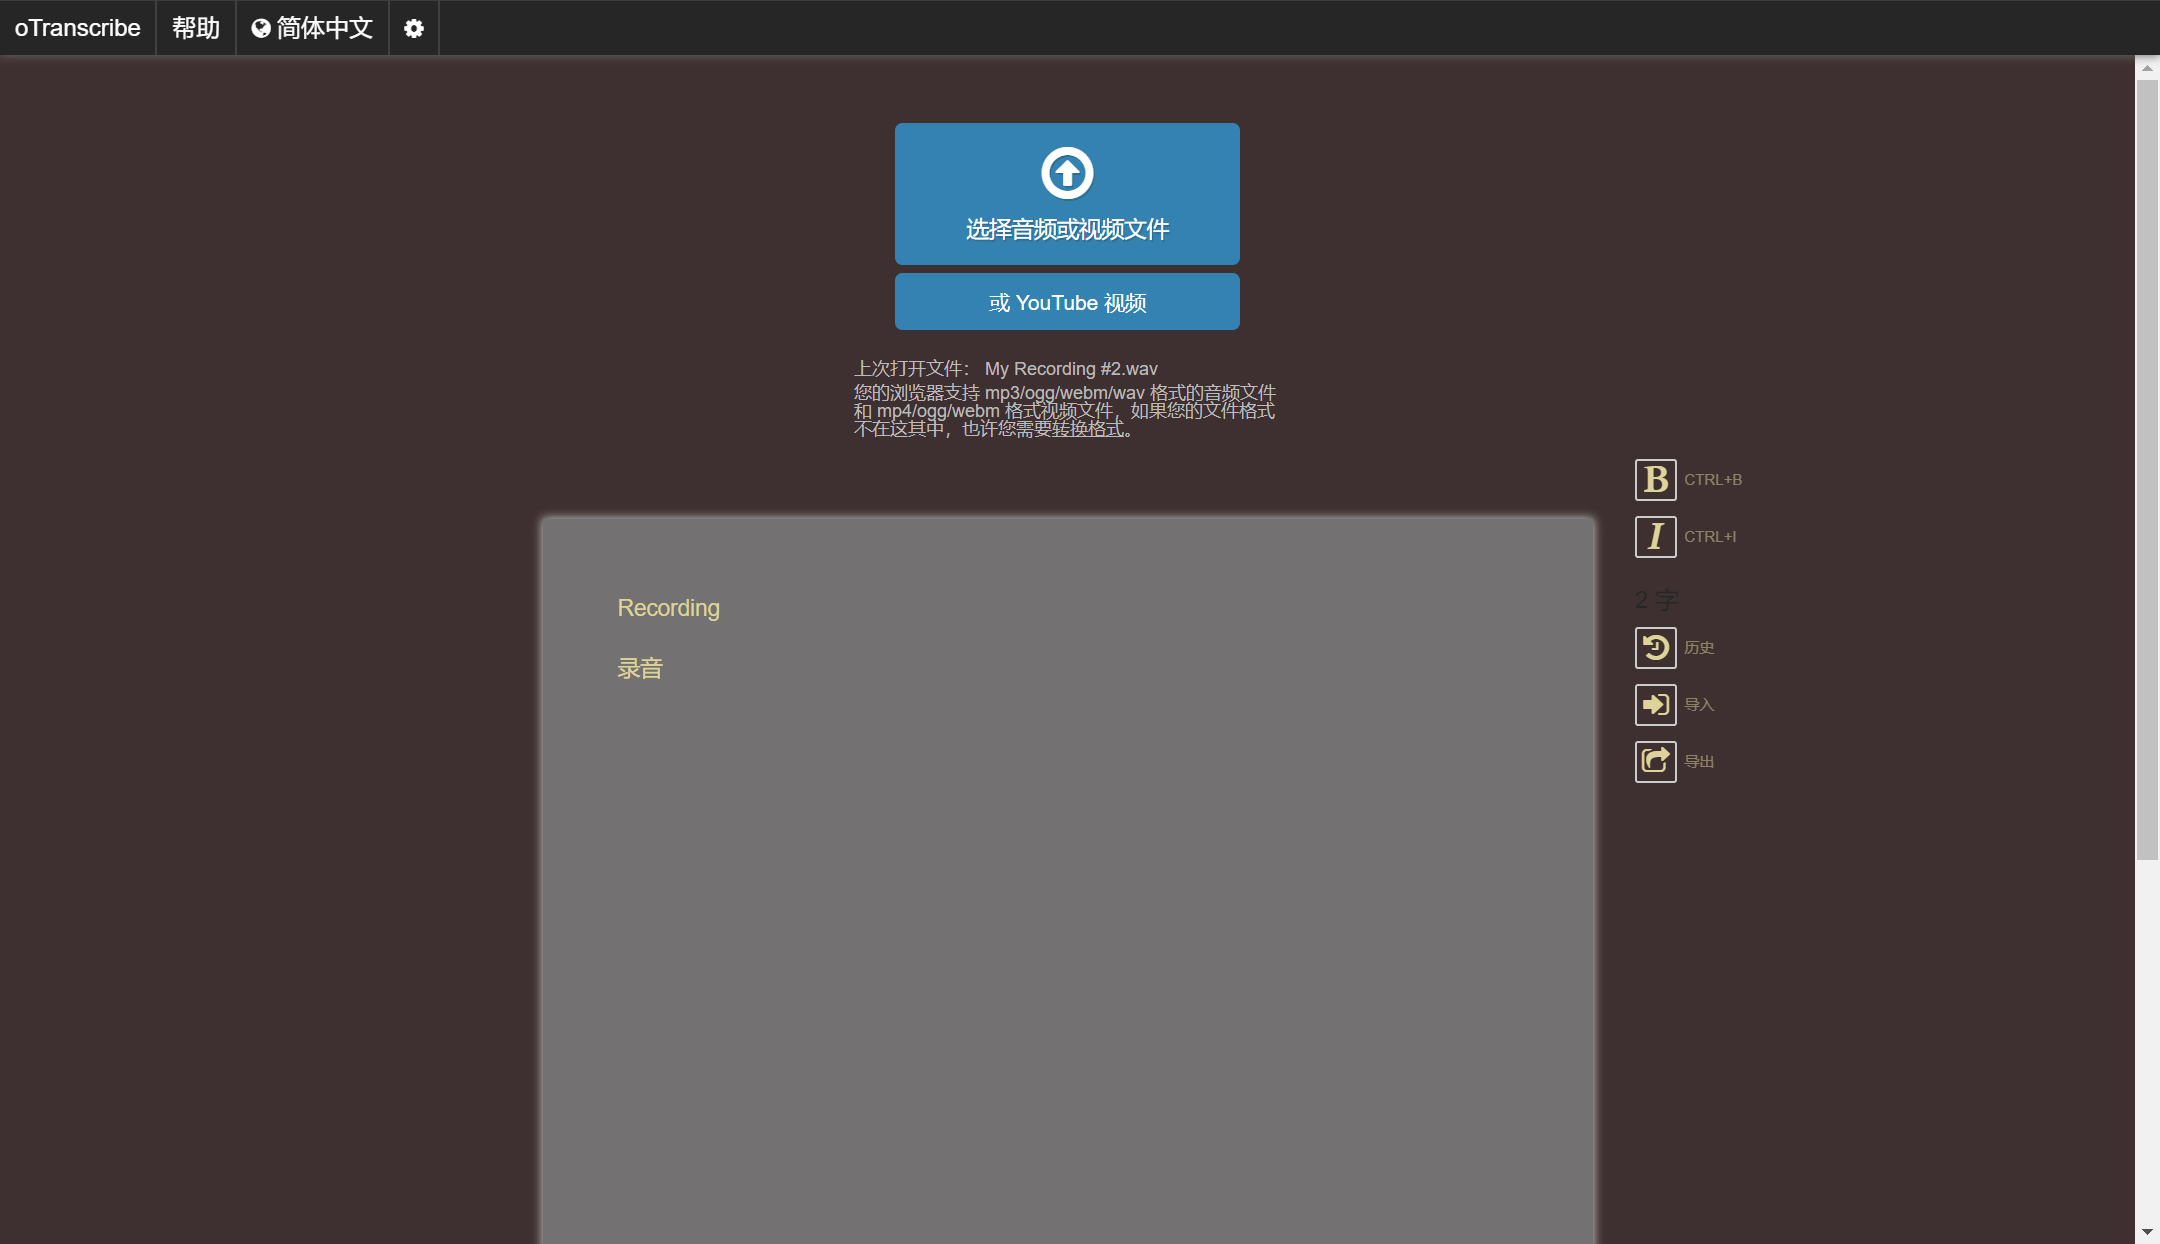 oTranscribe 帮助 简体中文
选择音频或视频文件
或 YouTube 视频
上次打开文件： My Recording #2.wav
您的浏览器支持 mp3/ogg/webm/wav 格式的音频文件
和 mp4/ogg/webm 格式视频文件，如果您的文件格式
不在这其中，也许您需要转换格式。
B CTRL+B
I CTRL+I
Recording
2 字
历史
录音
导入
导出